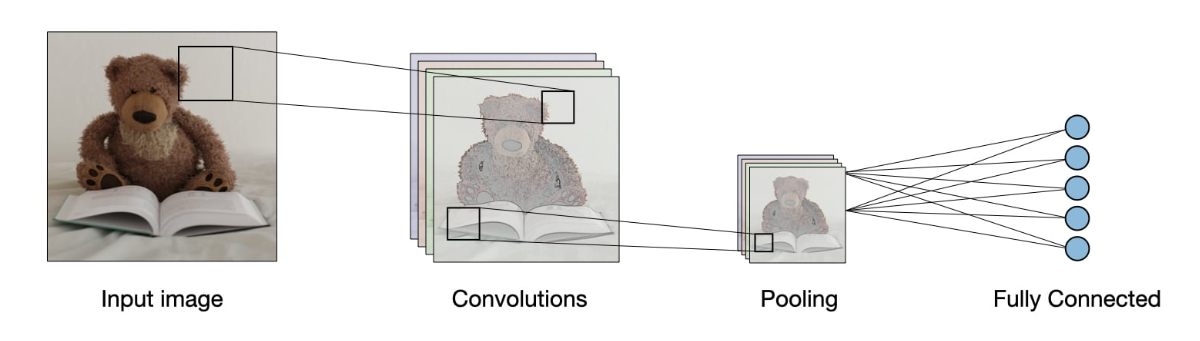 Input image
Convolutions
Pooling
Fully Connected